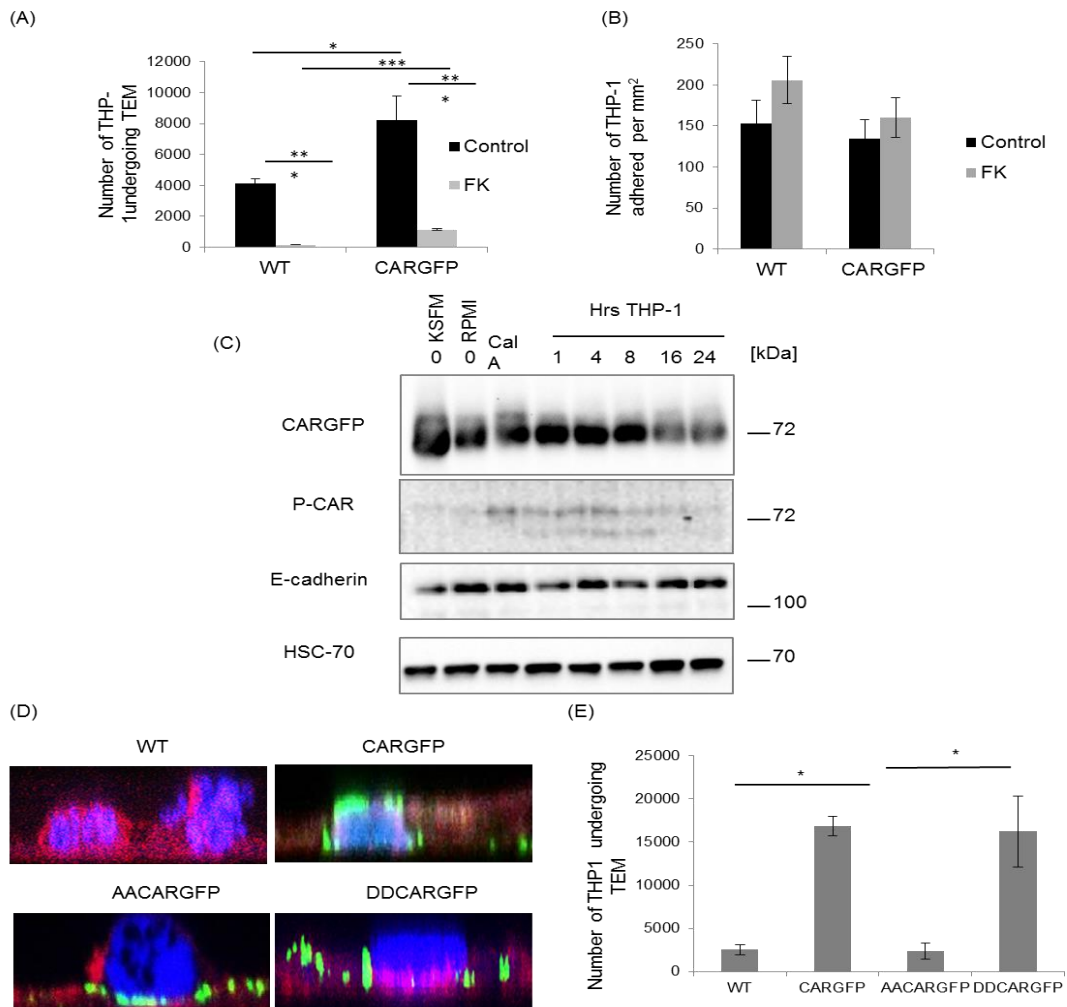 (A)
Number of THP-
1undergoing TEM
12000
10000
8000
6000
4000
2000
0
*
***
**
*
**
*
Control
FK
WT
CARGFP
(B)
Number of THP-1
adhered per mm2
250
200
150
100
50
0
Control
FK
WT
CARGFP
(C)
KSFM
RPMI
Hrs THP-1
0 0 Cal
A
1 4 8 16 24 [kDa]
CARGFP
72
P-CAR
72
E-cadherin
100
HSC-70
70
(D)
WT
CARGFP
AACARGFP
DDCARGFP
(E)
Number of THP1 undergoing
TEM
25000
20000
15000
10000
5000
0
*
*
WT CARGFP AACARGFP DDCARGFP